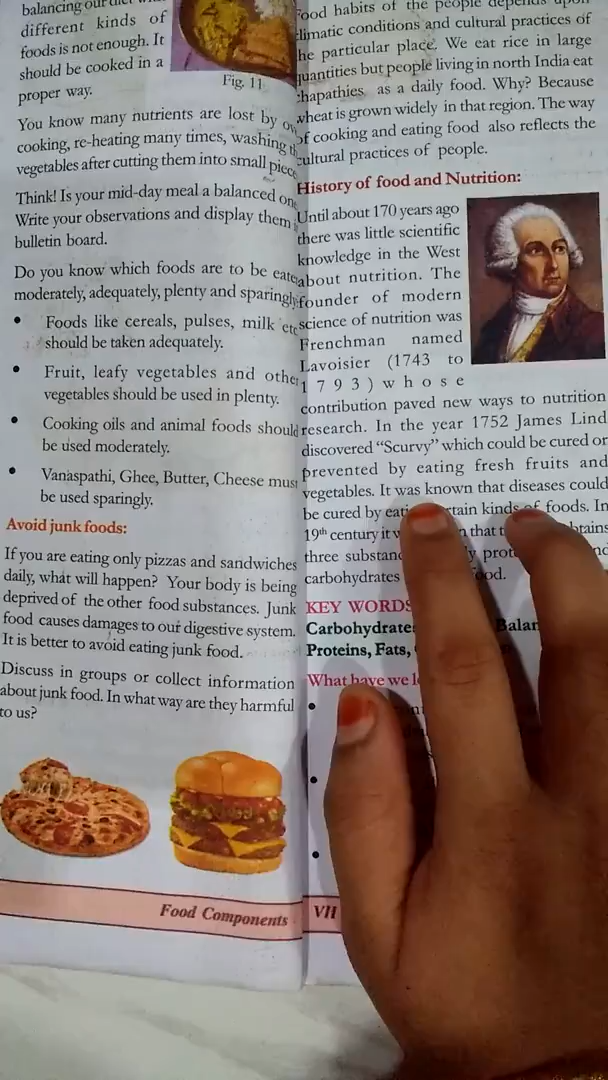 balancing our diet with
different kinds of
foods is not enough. It
should be cooked in a
proper way.
Fig. 11
You know many nutrients are lost by
cooking, re-heating many times, washing
vegetables after cutting them into small
Think! Is your mid-day meal a balanced
Write your observations and display them
bulletin board.
Do you know which foods are to be
moderately, adequately, plenty and sparingly
• Foods like cereals, pulses, milk etc
should be taken adequately.
• Fruit, leafy vegetables and other
vegetables should be used in plenty.
• Cooking oils and animal foods should
be used moderately.
• Vanaspathi, Ghee, Butter, Cheese must
be used sparingly.
Avoid junk foods:
If you are eating only pizzas and sandwiches
daily, what will happen? Your body is being
deprived of the other food substances. Junk
food causes damages to our digestive system.
It is better to avoid eating junk food.
Discuss in groups or collect information
about junk food. In what way are they harmful
to us?
Food Components
Food habits of the people depends upon
climatic conditions and cultural practices of
the particular place. We eat rice in large
quantities but people living in north India eat
chapathies as a daily food. Why? Because
wheat is grown widely in that region. The way
of cooking and eating food also reflects the
cultural practices of people.
History of food and Nutrition:
Until about 170 years ago
there was little scientific
knowledge in the West
about nutrition. The
founder of modern
science of nutrition was
Frenchman named
Lavoisier (1743 to
1793) whose
contribution paved new ways to nutrition
research. In the year 1752 James Lind
discovered "Scurvy" which could be cured or
prevented by eating fresh fruits and
vegetables. It was known that diseases could
be cured by kinds of foods. In
19th century it that
three
carbohydrates
KEY WORDS
Proteins, Fats,
What have we
VII